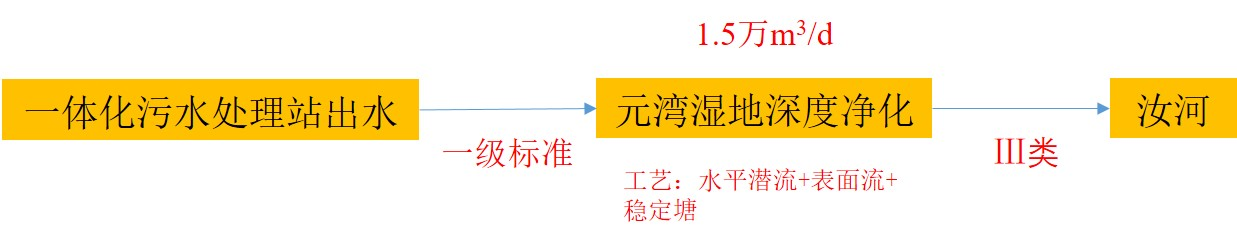 1.5万m³/d
一体化污水处理站出水
元湾湿地深度净化
汝河
一级标准
Ⅲ类
工艺：水平潜流+表面流+
稳定塘